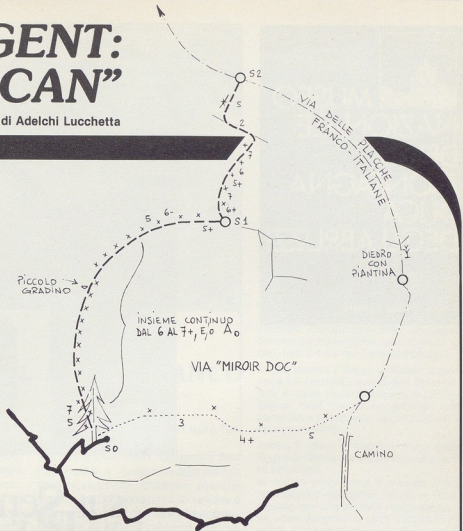 GENT:
CAN”
di Adelchi Lucchetta
S2
5
2
VIA DELLE PLACCHE
FRANCO-ITALIANE
7
6
5+
7
6+
S1
5 6-
5+
DIEDRO
CON
PIANTINA
PICCOLO
GRADINO
INSIEME CONTINUO
DAL 6 AL 7+, E/O A0
VIA "MIROIR DOC"
7
5
S0
3
4+
5
CAMINO